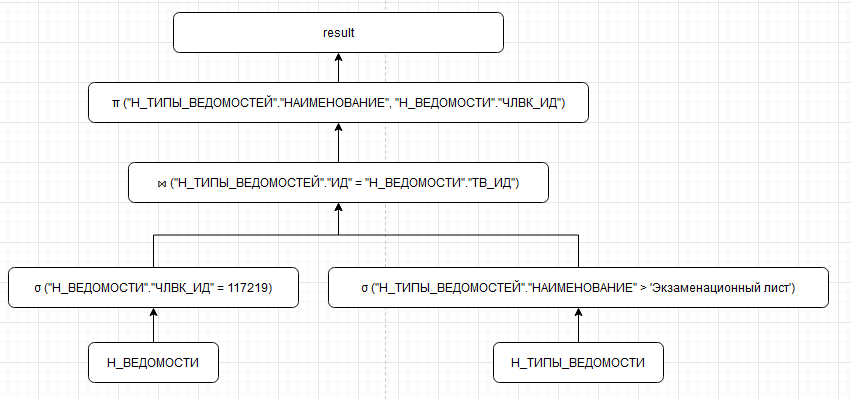 result
π ("Н_ТИПЫ_ВЕДОМОСТЕЙ"."НАИМЕНОВАНИЕ", "Н_ВЕДОМОСТИ"."ЧЛВК_ИД")
⋈ ("Н_ТИПЫ_ВЕДОМОСТЕЙ"."ИД" = "Н_ВЕДОМОСТИ"."ТВ_ИД")
σ ("Н_ВЕДОМОСТИ"."ЧЛВК_ИД" = 117219)
σ ("Н_ТИПЫ_ВЕДОМОСТЕЙ"."НАИМЕНОВАНИЕ" > 'Экзаменационный лист')
Н_ВЕДОМОСТИ
Н_ТИПЫ_ВЕДОМОСТИ